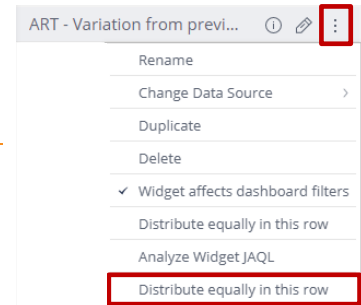 ART - Variation from previ...
Rename
Change Data Source
Duplicate
Delete
Widget affects dashboard filters
Distribute equally in this row
Analyze Widget JAQL
Distribute equally in this row